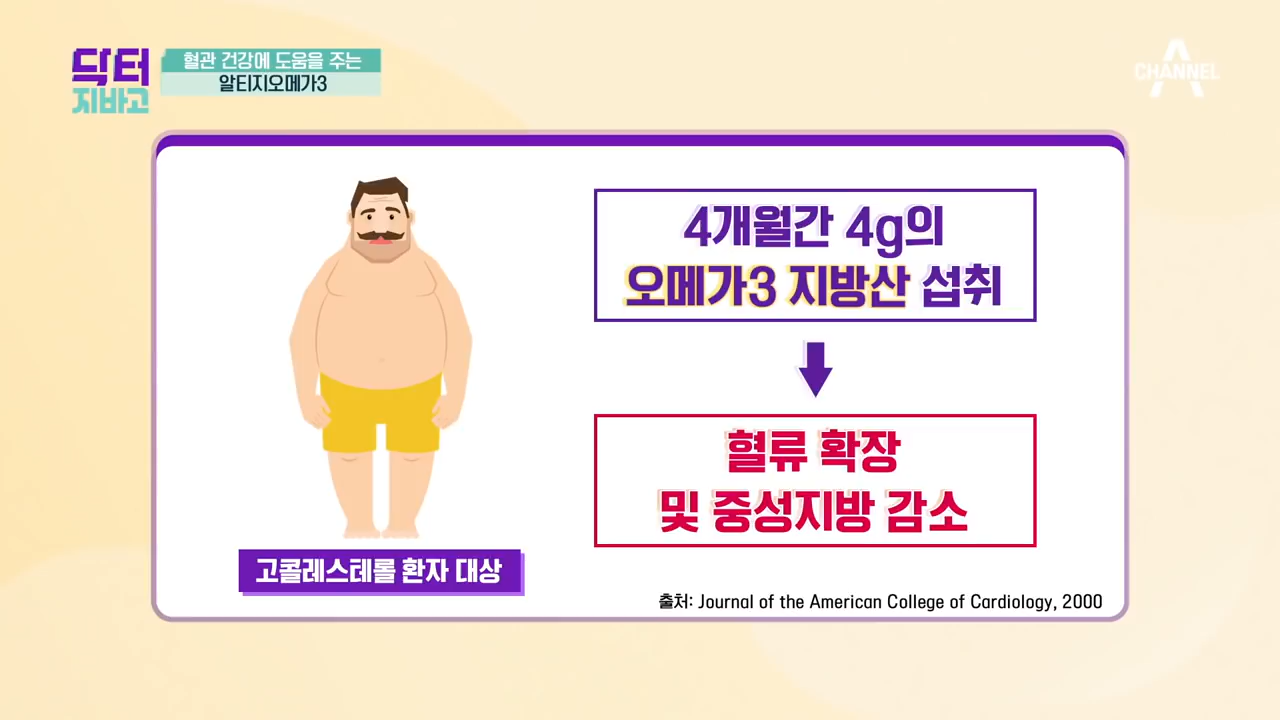 닥터
지바고
혈관 건강에 도움을 주는
알티지오메가3
CHANNEL A
4개월간 4g의
오메가3 지방산 섭취
혈류 확장
및 중성지방 감소
고콜레스테롤 환자 대상
출처: Journal of the American College of Cardiology, 2000